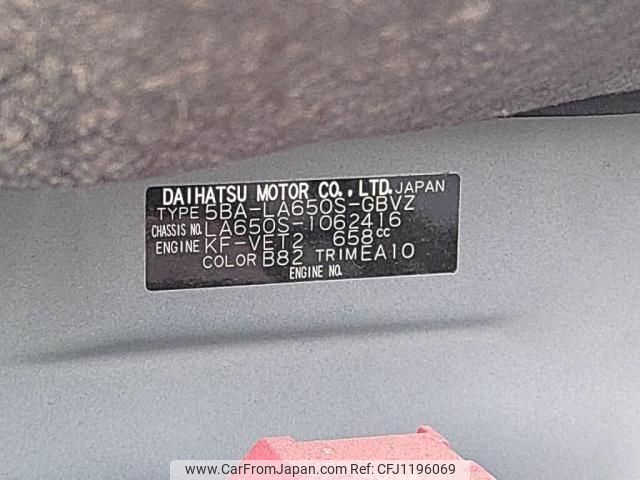 DAIHATSU MOTOR CO., LTD. JAPAN
TYPE 5BA-LA650S-GBVZ
CHASSIS NO. LA650S-1062416
ENGINE KF-VET2 658cc
COLOR B82 TRIM EA10
ENGINE NO.
© CarFromJapan.com ref:CFJ1196069